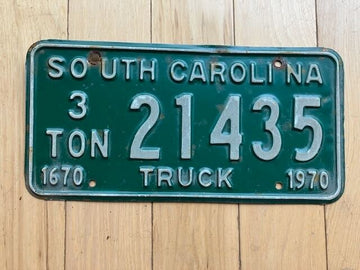 SOUTH CAROLINA
3 TON 21435
1670 TRUCK 1970